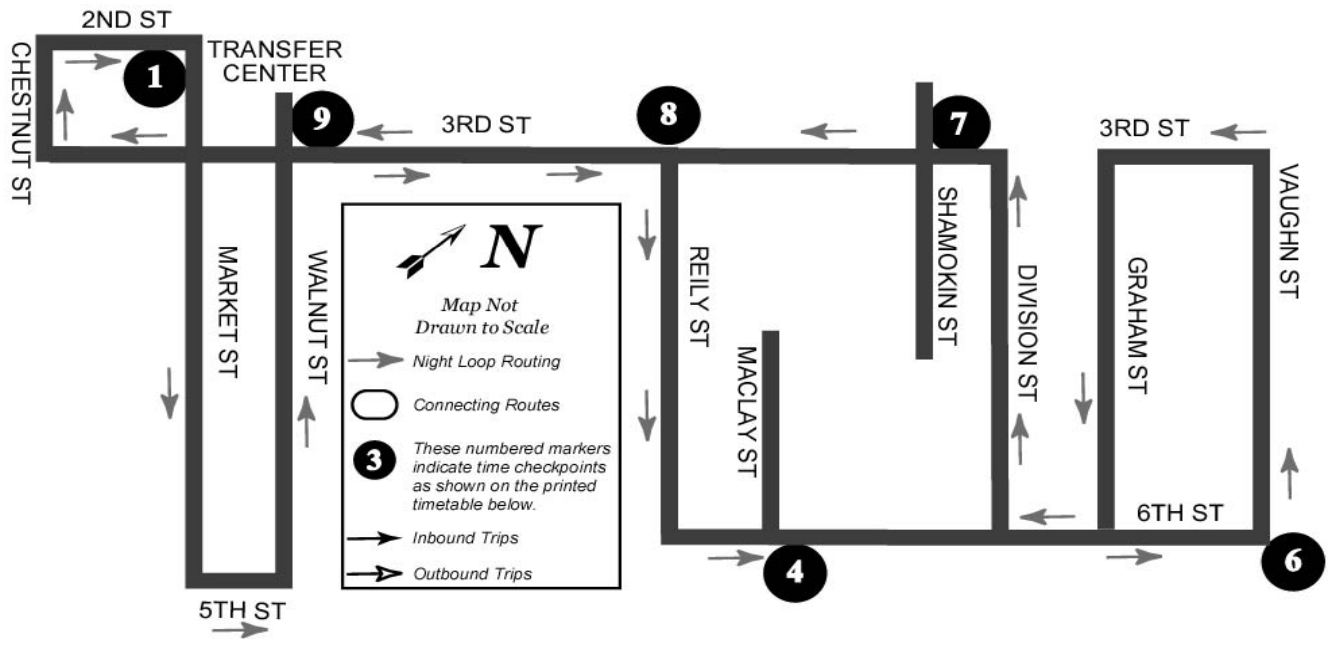 2ND ST
CHESTNUT ST
1
TRANSFER
CENTER
9
3RD ST
8
7
3RD ST
VAUGHN ST
MARKET ST
WALNUT ST
N
Map Not
Drawn to Scale
Night Loop Routing
Connecting Routes
3
These numbered markers
indicate time checkpoints
as shown on the printed
timetable below.
Inbound Trips
Outbound Trips
REILY ST
MACLAY ST
SHAMOKIN ST
DIVISION ST
GRAHAM ST
6TH ST
4
6
5TH ST